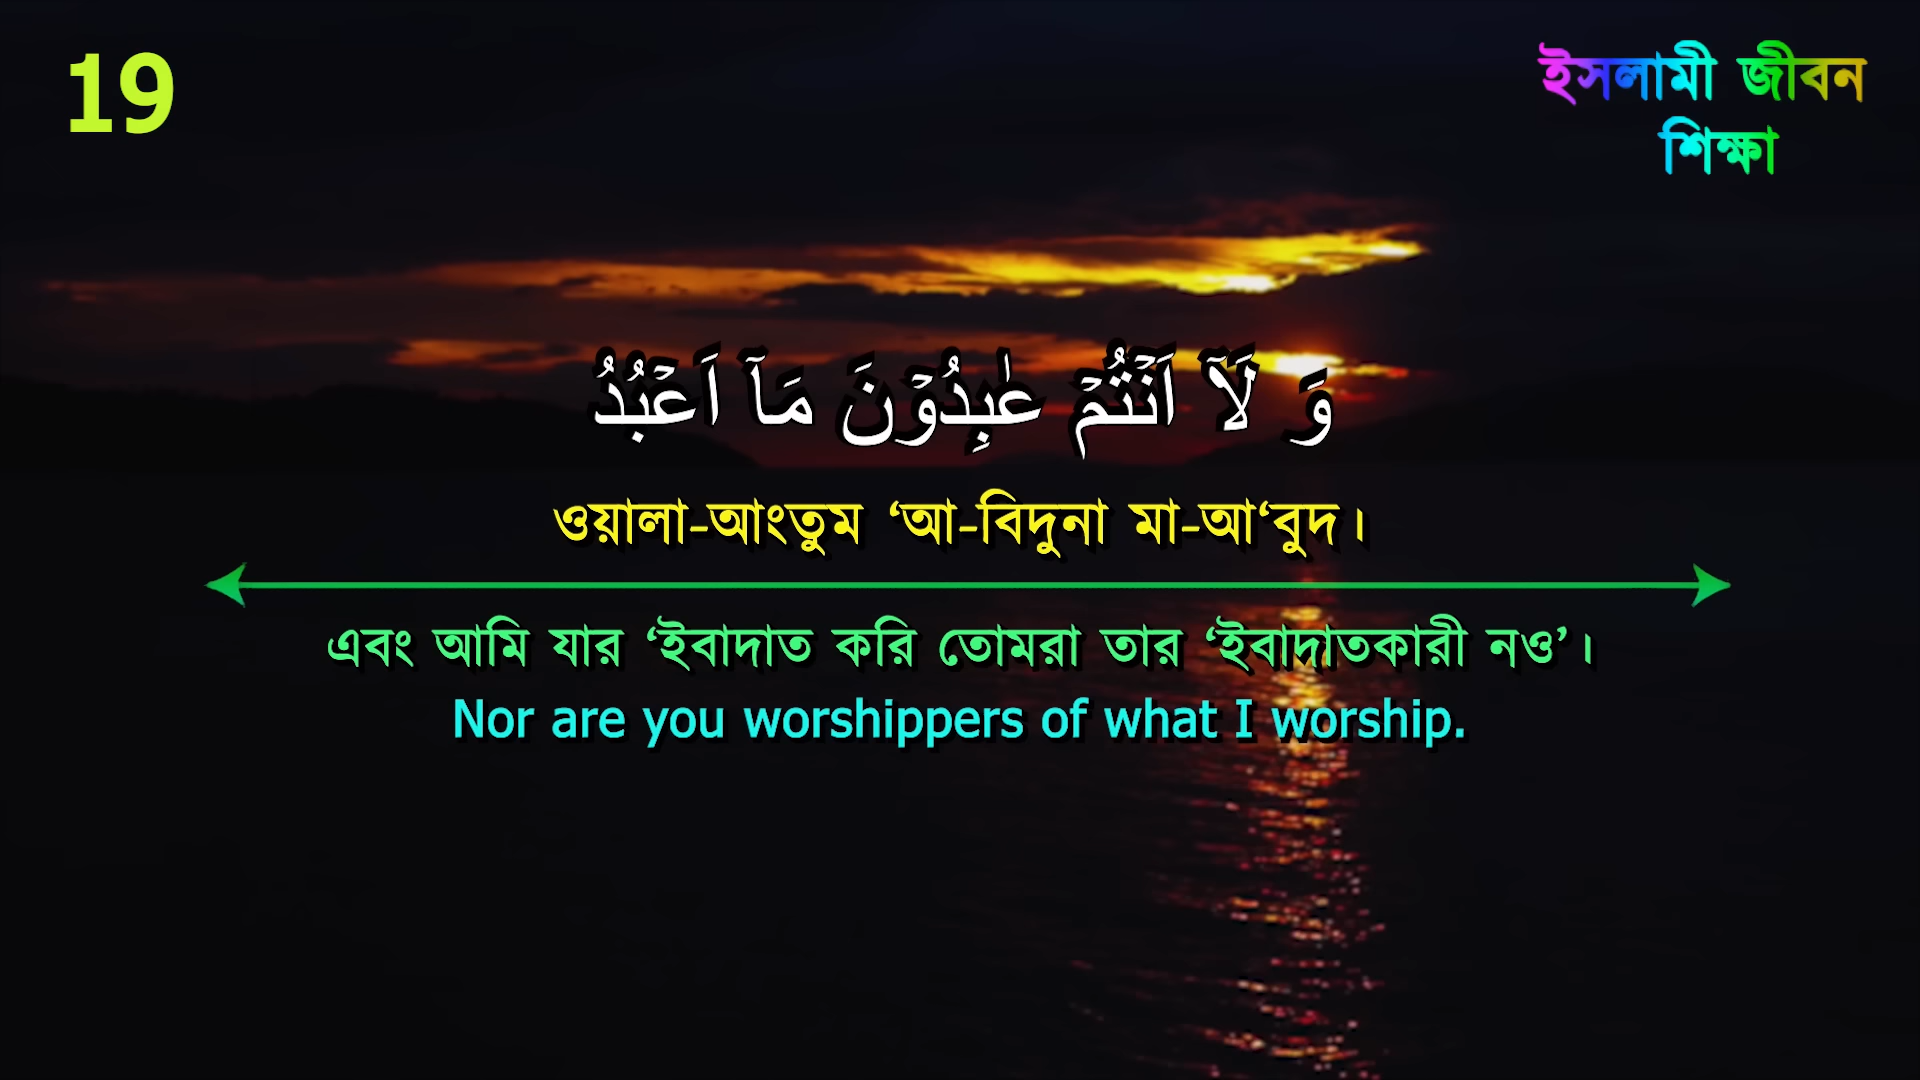 19
ইসলামী জীবন
শিক্ষা
وَ لَاۤ اَنْتُمْ عٰبِدُوْنَ مَاۤ اَعْبُدُ
ওয়ালা-আংতুম ‘আ-বিদুনা মা-আ‘বুদ।
এবং আমি যার ‘ইবাদাত করি তোমরা তার ‘ইবাদাতকারী নও’।
Nor are you worshippers of what I worship.